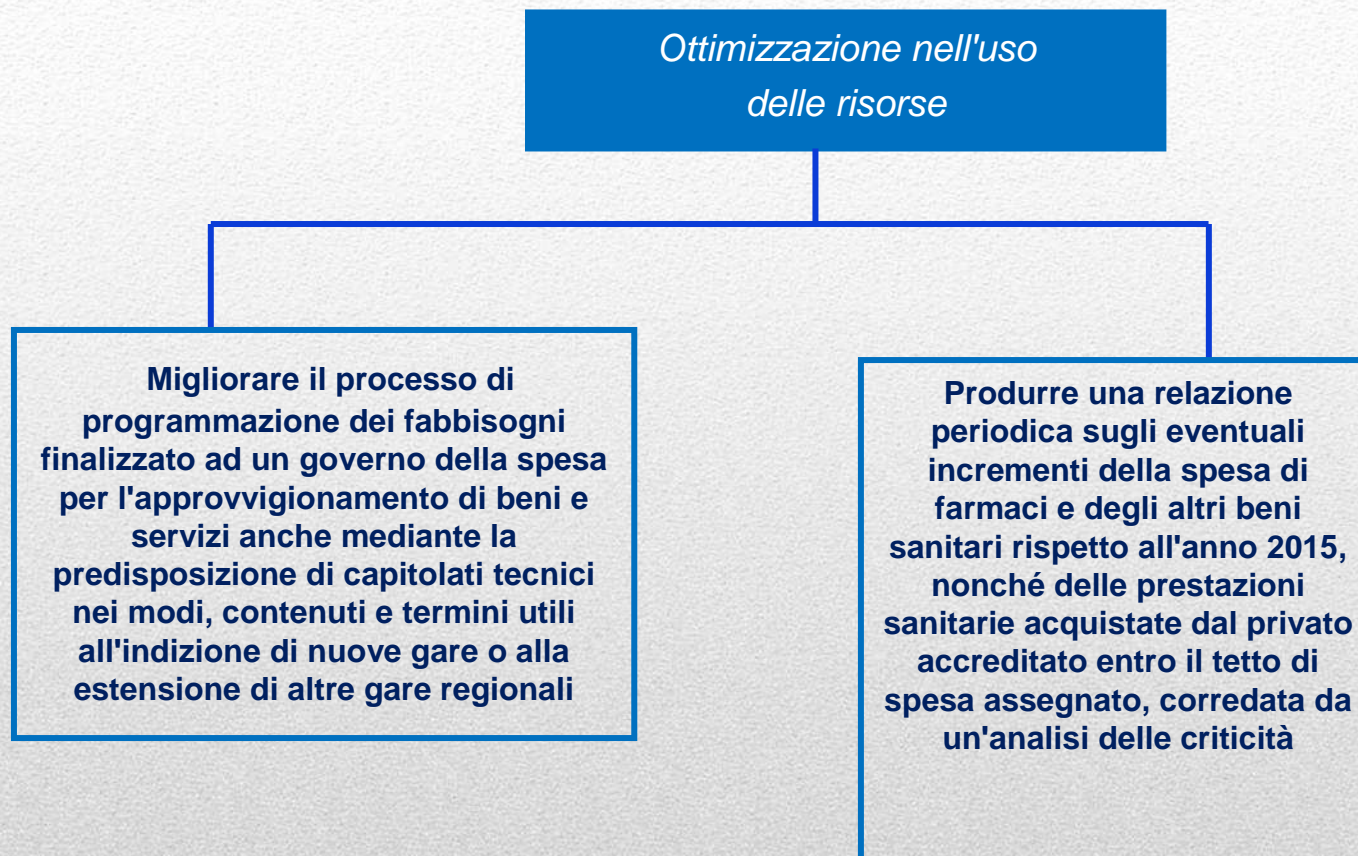 Ottimizzazione nell'uso
delle risorse
Migliorare il processo di
programmazione dei fabbisogni
finalizzato ad un governo della spesa
per l'approvvigionamento di beni e
servizi anche mediante la
predisposizione di capitolati tecnici
nei modi, contenuti e termini utili
all'indizione di nuove gare o alla
estensione di altre gare regionali
Produrre una relazione
periodica sugli eventuali
incrementi della spesa di
farmaci e degli altri beni
sanitari rispetto all'anno 2015,
nonché delle prestazioni
sanitarie acquistate dal privato
accreditato entro il tetto di
spesa assegnato, corredata da
un'analisi delle criticità